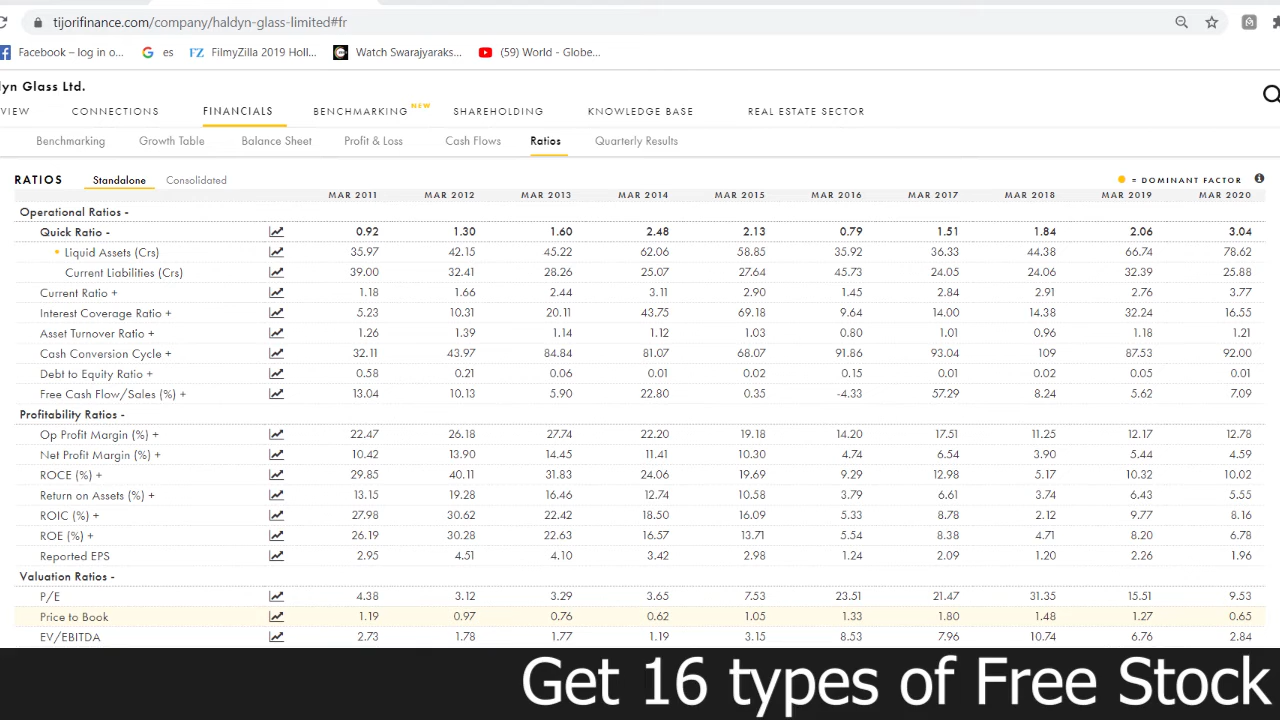 tijorifinance.com/company/haldyn-glass-limited#fr
Facebook – log in o... es FilmyZilla 2019 Holl... Watch Swarajyaraks... (59) World - Globe...
yn Glass Ltd.
VIEW CONNECTIONS FINANCIALS BENCHMARKING NEW SHAREHOLDING KNOWLEDGE BASE REAL ESTATE SECTOR
Benchmarking Growth Table Balance Sheet Profit & Loss Cash Flows Ratios Quarterly Results
RATIOS Standalone Consolidated = DOMINANT FACTOR
MAR 2011 MAR 2012 MAR 2013 MAR 2014 MAR 2015 MAR 2016 MAR 2017 MAR 2018 MAR 2019 MAR 2020
Operational Ratios -
Quick Ratio - 0.92 1.30 1.60 2.48 2.13 0.79 1.51 1.84 2.06 3.04
Liquid Assets (Crs) 35.97 42.15 45.22 62.06 58.85 35.92 36.33 44.38 66.74 78.62
Current Liabilities (Crs) 39.00 32.41 28.26 25.07 27.64 45.73 24.05 24.06 32.39 25.88
Current Ratio + 1.18 1.66 2.44 3.11 2.90 1.45 2.84 2.91 2.76 3.77
Interest Coverage Ratio + 5.23 10.31 20.11 43.75 69.18 9.64 14.00 14.38 32.24 16.55
Asset Turnover Ratio + 1.26 1.39 1.14 1.12 1.03 0.80 1.01 0.96 1.18 1.21
Cash Conversion Cycle + 32.11 43.97 84.84 81.07 68.07 91.86 93.04 109 87.53 92.00
Debt to Equity Ratio + 0.58 0.21 0.06 0.01 0.02 0.15 0.01 0.02 0.05 0.01
Free Cash Flow/Sales (%) + 13.04 10.13 5.90 22.80 0.35 -4.33 57.29 8.24 5.62 7.09
Profitability Ratios -
Op Profit Margin (%) + 22.47 26.18 27.74 22.20 19.18 14.20 17.51 11.25 12.17 12.78
Net Profit Margin (%) + 10.42 13.90 14.45 11.41 10.30 4.74 6.54 3.90 5.44 4.59
ROCE (%) + 29.85 40.11 31.83 24.06 19.69 9.29 12.98 5.17 10.32 10.02
Return on Assets (%) + 13.15 19.28 16.46 12.74 10.58 3.79 6.61 3.74 6.43 5.55
ROIC (%) + 27.98 30.62 22.42 18.50 16.09 5.33 8.78 2.12 9.77 8.16
ROE (%) + 26.19 30.28 22.63 16.57 13.71 5.54 8.38 4.71 8.20 6.78
Reported EPS 2.95 4.51 4.10 3.42 2.98 1.24 2.09 1.20 2.26 1.96
Valuation Ratios -
P/E 4.38 3.12 3.29 3.65 7.53 23.51 21.47 31.35 15.51 9.53
Price to Book 1.19 0.97 0.76 0.62 1.05 1.33 1.80 1.48 1.27 0.65
EV/EBITDA 2.73 1.78 1.77 1.19 3.15 8.53 7.96 10.74 6.76 2.84
Get 16 types of Free Stock